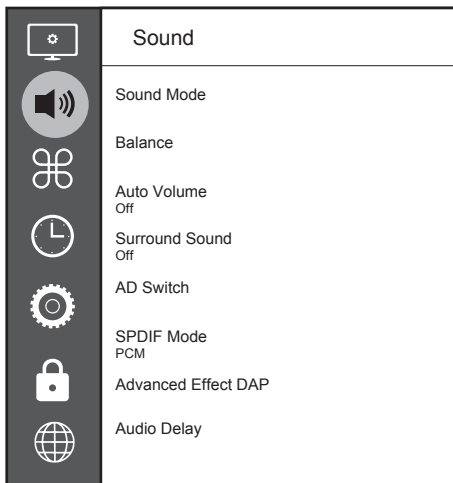 Sound
Sound Mode
Balance
Auto Volume
Off
Surround Sound
Off
AD Switch
SPDIF Mode
PCM
Advanced Effect DAP
Audio Delay